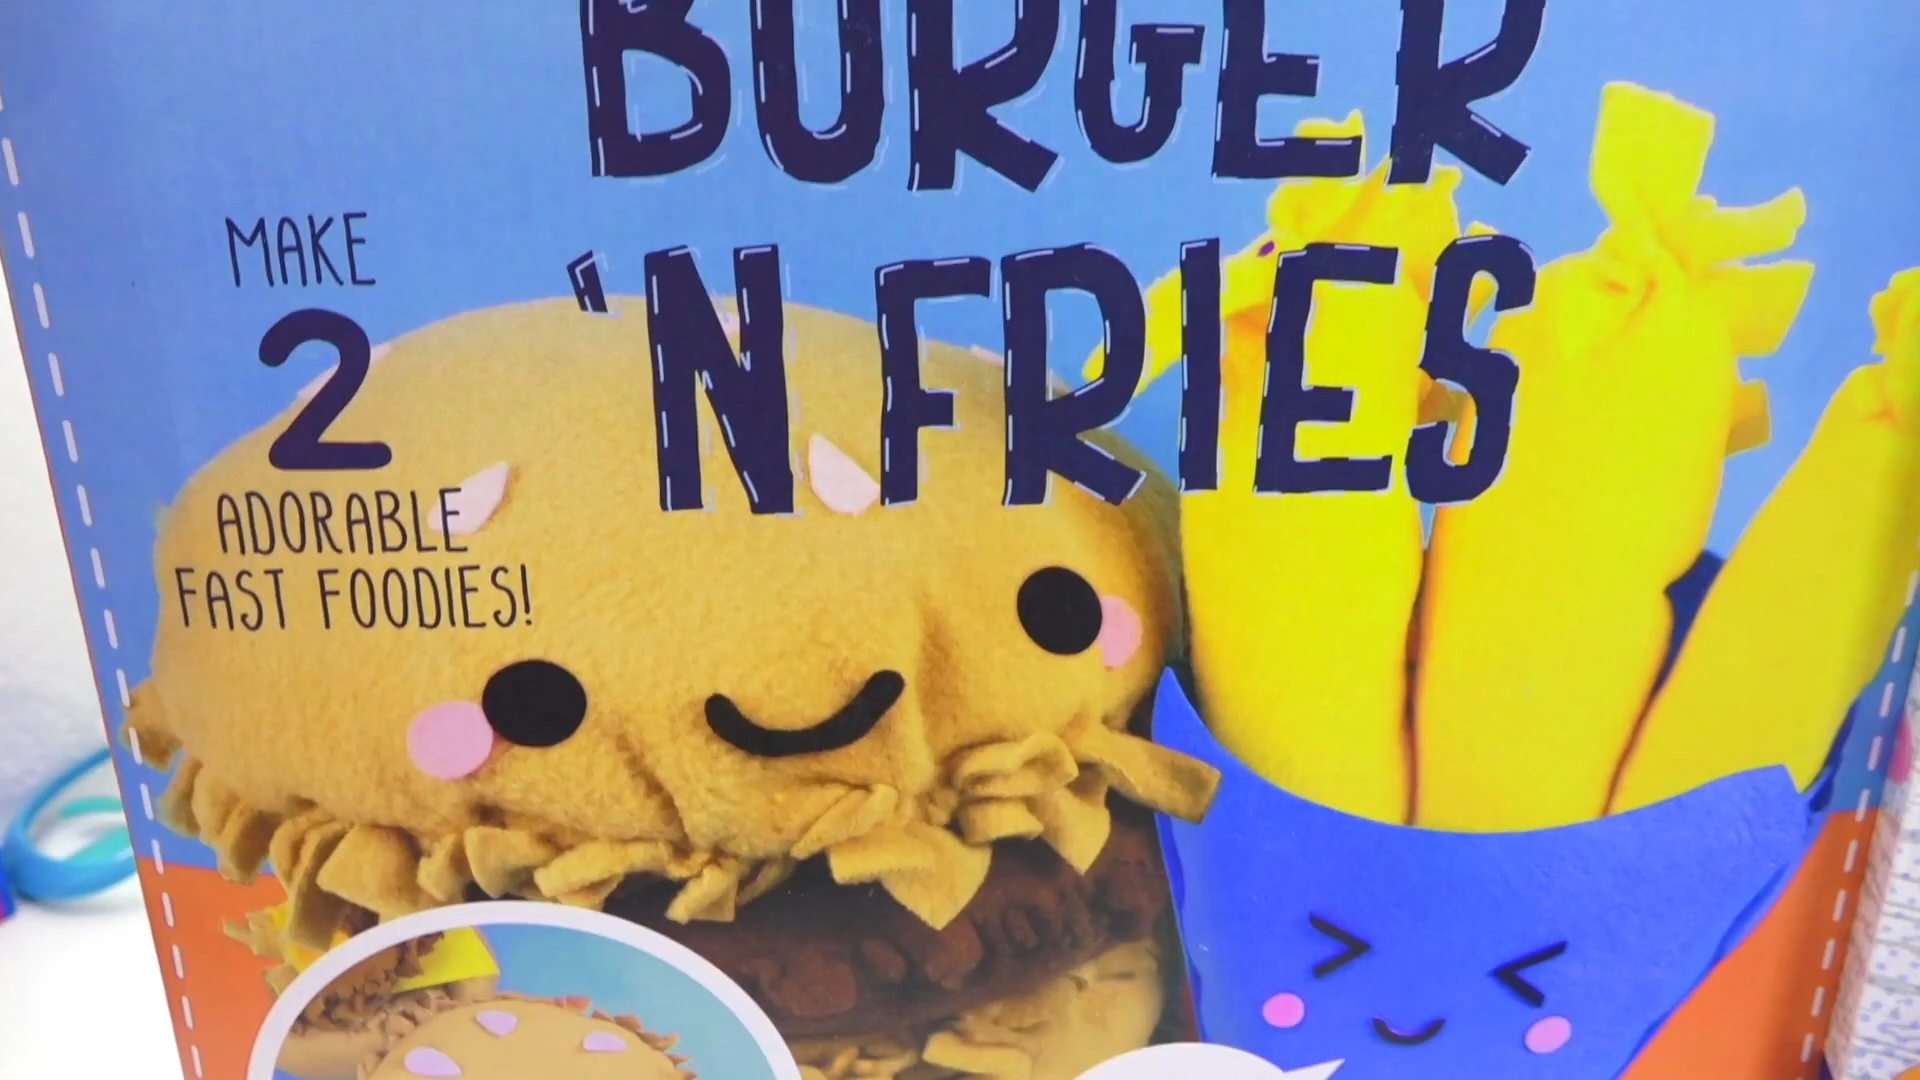 BURGER
'N FRIES
MAKE
2
ADORABLE
FAST FOODIES!